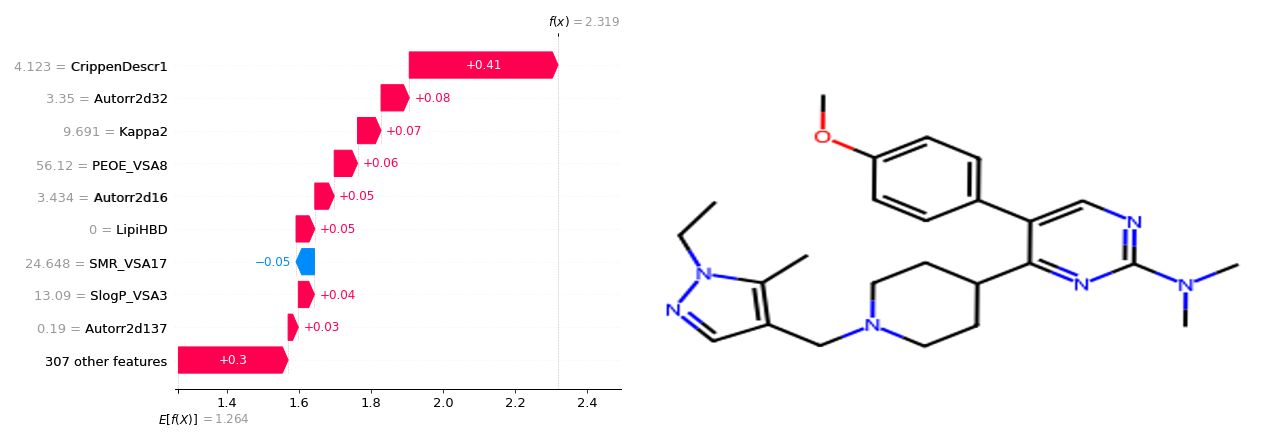 f(x) = 2.319
4.123 = CrippenDescr1 +0.41
3.35 = Autorr2d32 +0.08
9.691 = Kappa2 +0.07
56.12 = PEOE_VSA8 +0.06
3.434 = Autorr2d16 +0.05
0 = LipiHBD +0.05
24.648 = SMR_VSA17 −0.05
13.09 = SlogP_VSA3 +0.04
0.19 = Autorr2d137 +0.03
307 other features +0.3
1.4 1.6 1.8 2.0 2.2 2.4
E[f(X)] = 1.264
O
N
N
N
N
N
N
N